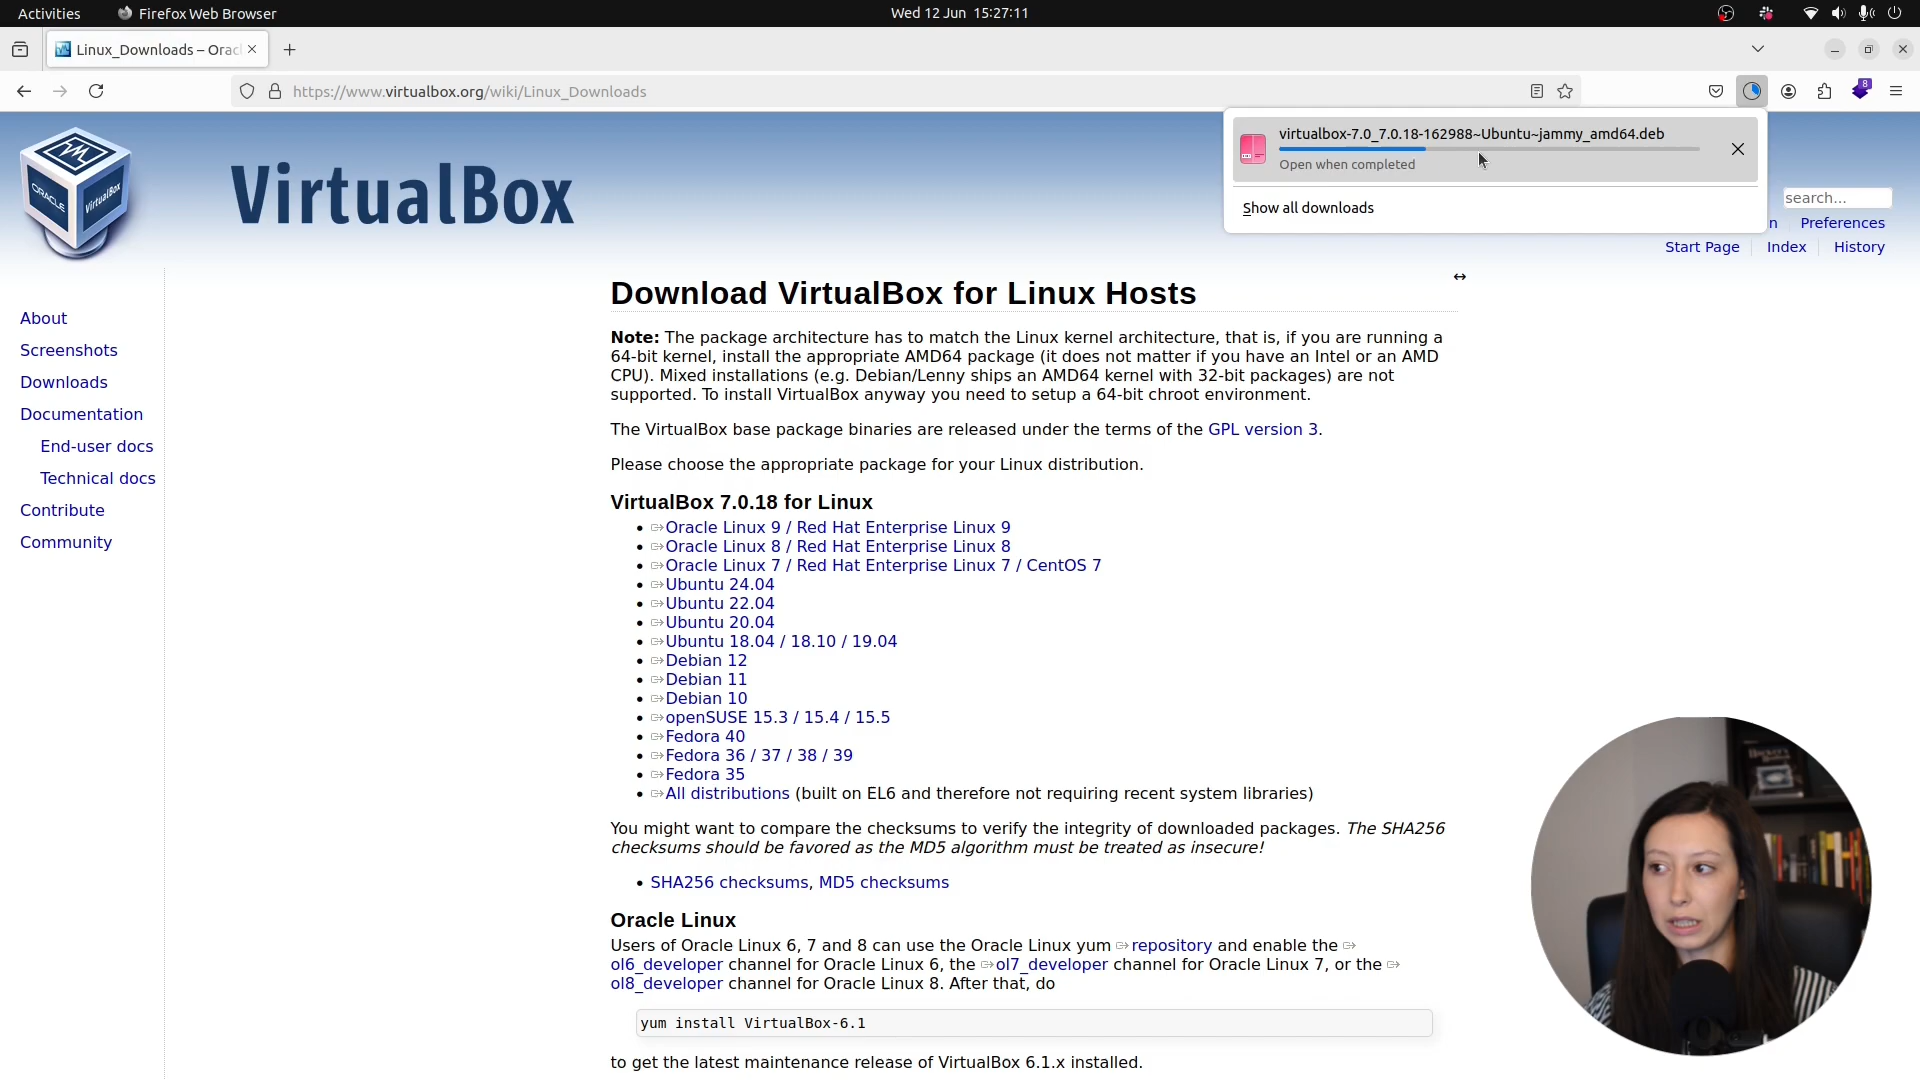 Activities
Firefox Web Browser
Wed 12 Jun 15:27:11
Linux_Downloads – Orac
https://www.virtualbox.org/wiki/Linux_Downloads
8
virtualbox-7.0_7.0.18-162988~Ubuntu~jammy_amd64.deb
Open when completed
Show all downloads
ORACLE
VirtualBox
VirtualBox
search...
n
Preferences
Start Page
Index
History
About
Screenshots
Downloads
Documentation
End-user docs
Technical docs
Contribute
Community
Download VirtualBox for Linux Hosts
Note: The package architecture has to match the Linux kernel architecture, that is, if you are running a
64-bit kernel, install the appropriate AMD64 package (it does not matter if you have an Intel or an AMD
CPU). Mixed installations (e.g. Debian/Lenny ships an AMD64 kernel with 32-bit packages) are not
supported. To install VirtualBox anyway you need to setup a 64-bit chroot environment.
The VirtualBox base package binaries are released under the terms of the GPL version 3.
Please choose the appropriate package for your Linux distribution.
VirtualBox 7.0.18 for Linux
Oracle Linux 9 / Red Hat Enterprise Linux 9
Oracle Linux 8 / Red Hat Enterprise Linux 8
Oracle Linux 7 / Red Hat Enterprise Linux 7 / CentOS 7
Ubuntu 24.04
Ubuntu 22.04
Ubuntu 20.04
Ubuntu 18.04 / 18.10 / 19.04
Debian 12
Debian 11
Debian 10
openSUSE 15.3 / 15.4 / 15.5
Fedora 40
Fedora 36 / 37 / 38 / 39
Fedora 35
All distributions (built on EL6 and therefore not requiring recent system libraries)
You might want to compare the checksums to verify the integrity of downloaded packages. The SHA256
checksums should be favored as the MD5 algorithm must be treated as insecure!
SHA256 checksums, MD5 checksums
Oracle Linux
Users of Oracle Linux 6, 7 and 8 can use the Oracle Linux yum repository and enable the
ol6_developer channel for Oracle Linux 6, the ol7_developer channel for Oracle Linux 7, or the
ol8_developer channel for Oracle Linux 8. After that, do
yum install VirtualBox-6.1
to get the latest maintenance release of VirtualBox 6.1.x installed.